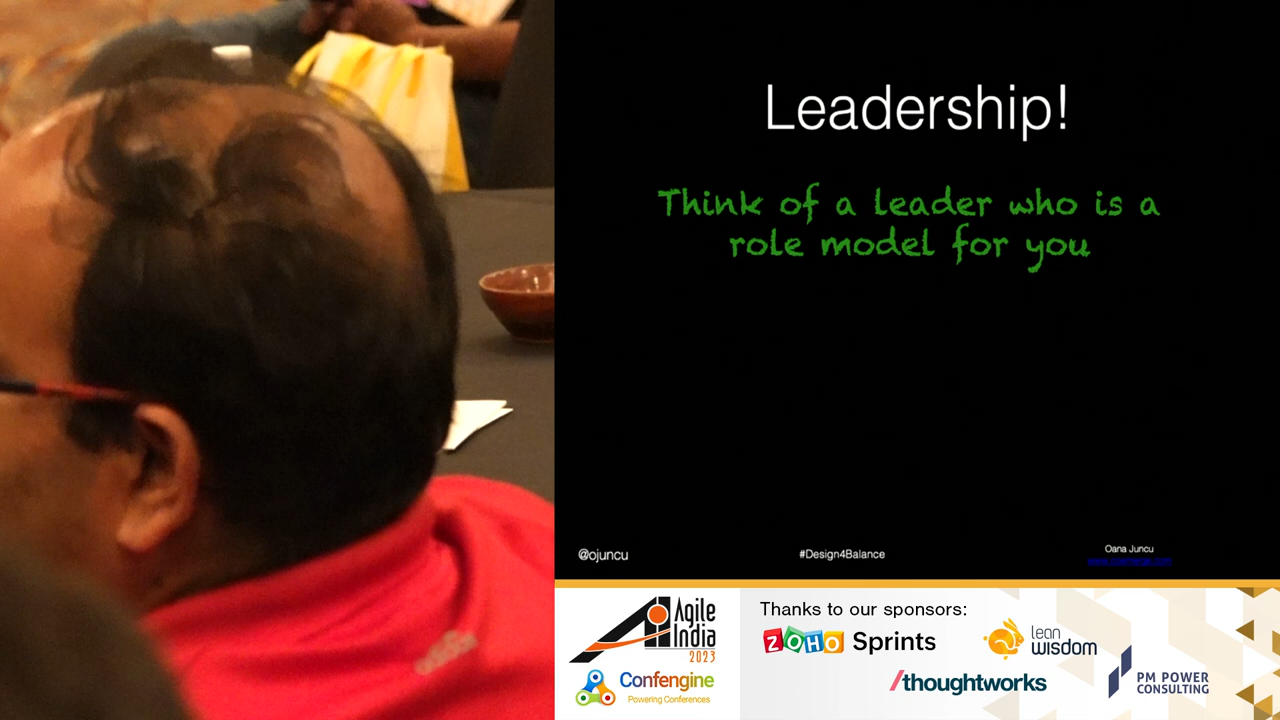 Leadership!
Think of a leader who is a
role model for you
@ojuncu
#Design4Balance
Oana Juncu
Agile
India
2023
Confengine
Powering Conferences
Thanks to our sponsors:
ZOHO Sprints
lean
wisdom
/thoughtworks
PM POWER
CONSULTING
adidas